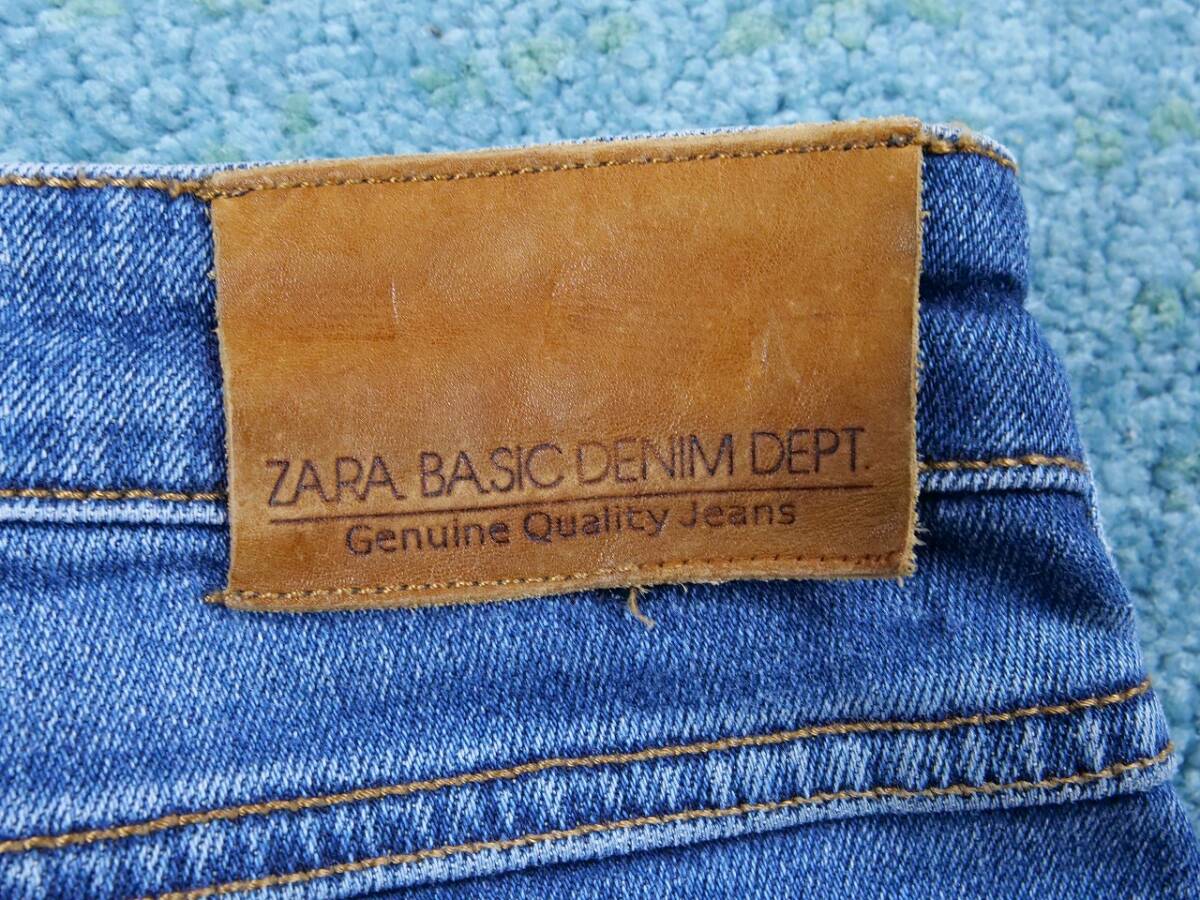 ZARA BASIC DENIM DEPT.
Genuine Quality Jeans